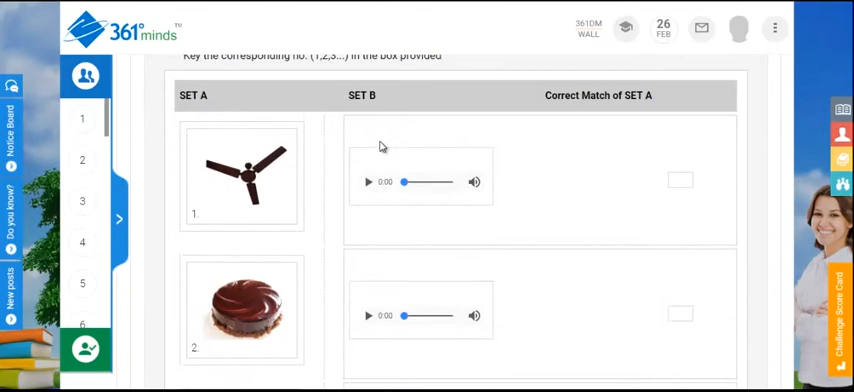 361°minds™
361DM
WALL
26
FEB
Key the corresponding no. (1,2,3...) in the box provided
SET A
SET B
Correct Match of SET A
1
2
3
4
5
6
Notice Board
Do you know?
New posts
0:00
1.
0:00
2.
Challenge Score Card